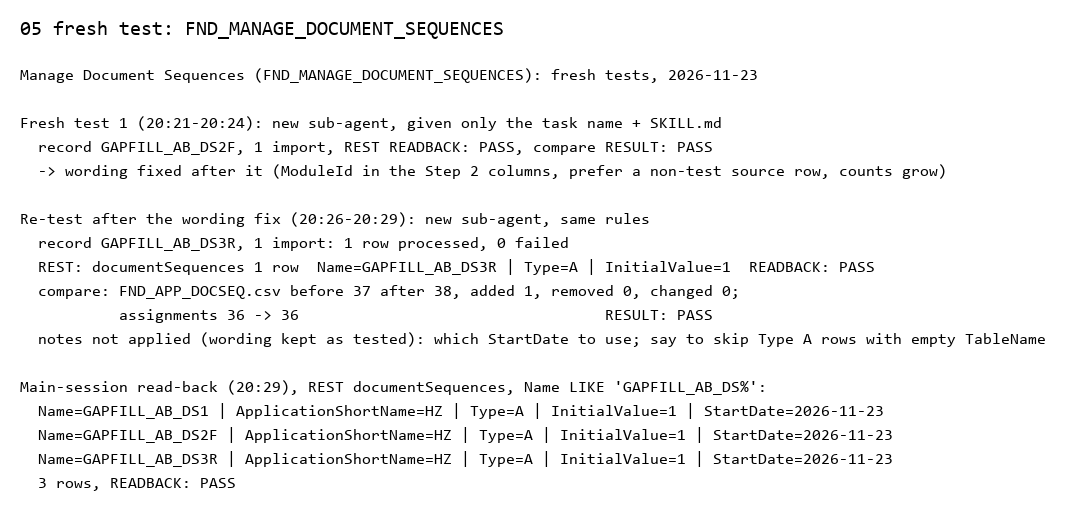 05 fresh test: FND_MANAGE_DOCUMENT_SEQUENCES
Manage Document Sequences (FND_MANAGE_DOCUMENT_SEQUENCES): fresh tests, 2026-11-23
Fresh test 1 (20:21-20:24): new sub-agent, given only the task name + SKILL.md
record GAPFILL_AB_DS2F, 1 import, REST READBACK: PASS, compare RESULT: PASS
-> wording fixed after it (ModuleId in the Step 2 columns, prefer a non-test source row, counts grow)
Re-test after the wording fix (20:26-20:29): new sub-agent, same rules
record GAPFILL_AB_DS3R, 1 import: 1 row processed, 0 failed
REST: documentSequences 1 row  Name=GAPFILL_AB_DS3R | Type=A | InitialValue=1  READBACK: PASS
compare: FND_APP_DOCSEQ.csv before 37 after 38, added 1, removed 0, changed 0;
assignments 36 -> 36 RESULT: PASS
notes not applied (wording kept as tested): which StartDate to use; say to skip Type A rows with empty TableName
Main-session read-back (20:29), REST documentSequences, Name LIKE 'GAPFILL_AB_DS%':
Name=GAPFILL_AB_DS1 | ApplicationShortName=HZ | Type=A | InitialValue=1 | StartDate=2026-11-23
Name=GAPFILL_AB_DS2F | ApplicationShortName=HZ | Type=A | InitialValue=1 | StartDate=2026-11-23
Name=GAPFILL_AB_DS3R | ApplicationShortName=HZ | Type=A | InitialValue=1 | StartDate=2026-11-23
3 rows, READBACK: PASS